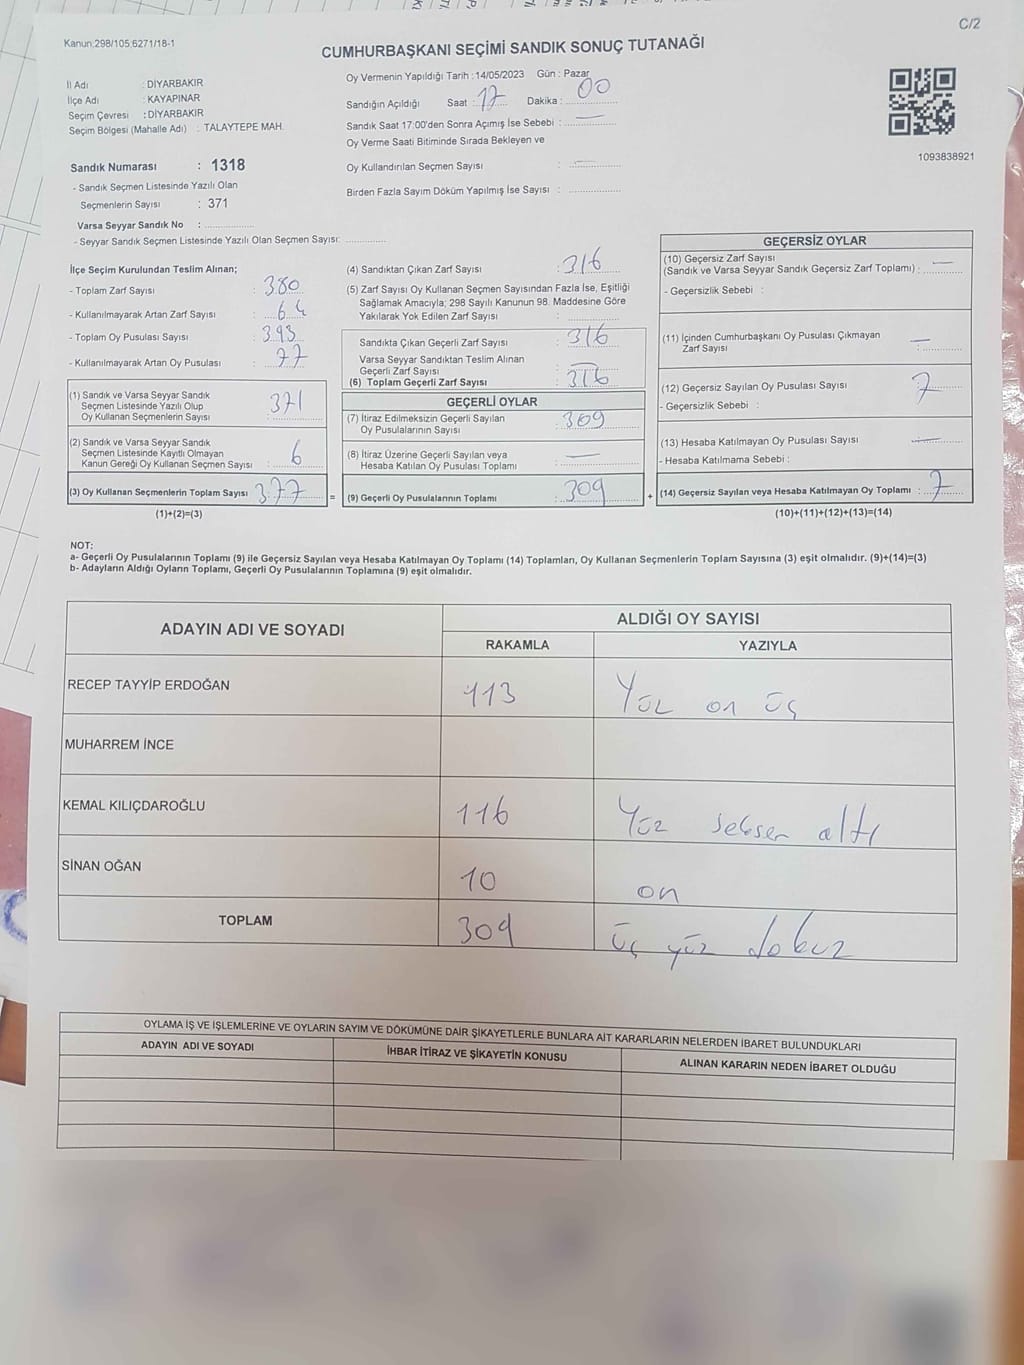 C/2
Kanun:298/105;6271/18-1
CUMHURBAŞKANI SEÇİMİ SANDIK SONUÇ TUTANAĞI
İl Adı : DİYARBAKIR
İlçe Adı : KAYAPINAR
Seçim Çevresi : DİYARBAKIR
Seçim Bölgesi (Mahalle Adı) : TALAYTEPE MAH.
Oy Vermenin Yapıldığı Tarih : 14/05/2023 Gün : Pazar
Sandığın Açıldığı Saat : 17 Dakika : 00
Sandık Saat 17:00'den Sonra Açımış İse Sebebi : —
Oy Verme Saati Bitiminde Sırada Bekleyen ve
Oy Kullandırılan Seçmen Sayısı : —
Birden Fazla Sayım Döküm Yapılmış İse Sayısı :
1093838921
Sandık Numarası : 1318
- Sandık Seçmen Listesinde Yazılı Olan
Seçmenlerin Sayısı : 371
Varsa Seyyar Sandık No :
- Seyyar Sandık Seçmen Listesinde Yazılı Olan Seçmen Sayısı:
İlçe Seçim Kurulundan Teslim Alınan;
- Toplam Zarf Sayısı : 380
- Kullanılmayarak Artan Zarf Sayısı : 64
- Toplam Oy Pusulası Sayısı : 393
- Kullanılmayarak Artan Oy Pusulası : 77
(1) Sandık ve Varsa Seyyar Sandık
Seçmen Listesinde Yazılı Olup
Oy Kullanan Seçmenlerin Sayısı : 371
(2) Sandık ve Varsa Seyyar Sandık
Seçmen Listesinde Kayıtlı Olmayan
Kanun Gereği Oy Kullanan Seçmen Sayısı : 6
(3) Oy Kullanan Seçmenlerin Toplam Sayısı : 377
(1)+(2)=(3)
=
(4) Sandıktan Çıkan Zarf Sayısı : 316
(5) Zarf Sayısı Oy Kullanan Seçmen Sayısından Fazla İse, Eşitliği
Sağlamak Amacıyla; 298 Sayılı Kanunun 98. Maddesine Göre
Yakılarak Yok Edilen Zarf Sayısı :
Sandıkta Çıkan Geçerli Zarf Sayısı : 316
Varsa Seyyar Sandıktan Teslim Alınan
Geçerli Zarf Sayısı : —
(6) Toplam Geçerli Zarf Sayısı : 316
GEÇERLİ OYLAR
(7) İtiraz Edilmeksizin Geçerli Sayılan
Oy Pusulalarının Sayısı : 309
(8) İtiraz Üzerine Geçerli Sayılan veya
Hesaba Katılan Oy Pusulası Toplamı : —
(9) Geçerli Oy Pusulalarının Toplamı : 309
+
GEÇERSİZ OYLAR
(10) Geçersiz Zarf Sayısı
(Sandık ve Varsa Seyyar Sandık Geçersiz Zarf Toplamı) : —
- Geçersizlik Sebebi :
(11) İçinden Cumhurbaşkanı Oy Pusulası Çıkmayan
Zarf Sayısı : —
(12) Geçersiz Sayılan Oy Pusulası Sayısı : 7
- Geçersizlik Sebebi :
(13) Hesaba Katılmayan Oy Pusulası Sayısı : —
- Hesaba Katılmama Sebebi :
(14) Geçersiz Sayılan veya Hesaba Katılmayan Oy Toplamı : 7
(10)+(11)+(12)+(13)=(14)
NOT:
a- Geçerli Oy Pusulalarının Toplamı (9) ile Geçersiz Sayılan veya Hesaba Katılmayan Oy Toplamı (14) Toplamları, Oy Kullanan Seçmenlerin Toplam Sayısına (3) eşit olmalıdır. (9)+(14)=(3)
b- Adayların Aldığı Oyların Toplamı, Geçerli Oy Pusulalarının Toplamına (9) eşit olmalıdır.
ADAYIN ADI VE SOYADI
ALDIĞI OY SAYISI
RAKAMLA YAZIYLA
RECEP TAYYİP ERDOĞAN 113 Yüz on üç
MUHARREM İNCE
KEMAL KILIÇDAROĞLU 116 Yüz seksen altı
SİNAN OĞAN 10 on
TOPLAM 309 üç yüz dokuz
OYLAMA İŞ VE İŞLEMLERİNE VE OYLARIN SAYIM VE DÖKÜMÜNE DAİR ŞİKAYETLERLE BUNLARA AİT KARARLARIN NELERDEN İBARET BULUNDUKLARI
ADAYIN ADI VE SOYADI İHBAR İTİRAZ VE ŞİKAYETİN KONUSU ALINAN KARARIN NEDEN İBARET OLDUĞU